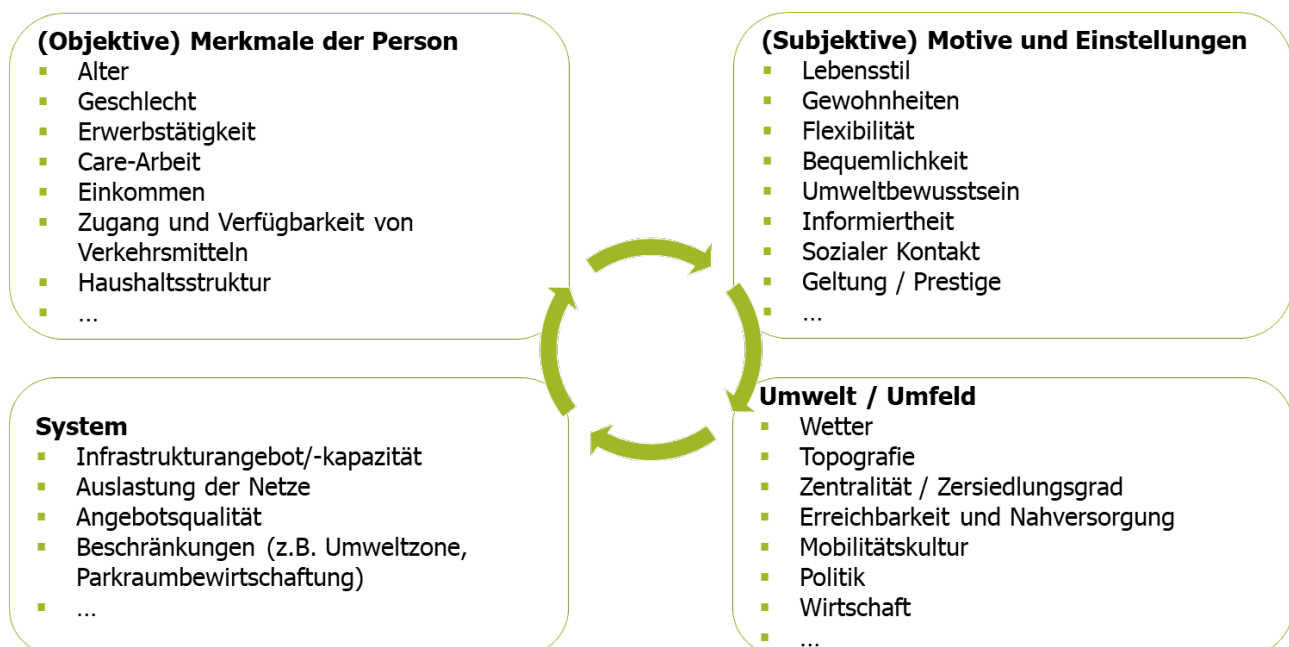 (Objektive) Merkmale der Person
▪ Alter
▪ Geschlecht
▪ Erwerbstätigkeit
▪ Care-Arbeit
▪ Einkommen
▪ Zugang und Verfügbarkeit von
Verkehrsmitteln
▪ Haushaltsstruktur
▪ ...
(Subjektive) Motive und Einstellungen
▪ Lebensstil
▪ Gewohnheiten
▪ Flexibilität
▪ Bequemlichkeit
▪ Umweltbewusstsein
▪ Informiertheit
▪ Sozialer Kontakt
▪ Geltung / Prestige
▪ ...
System
▪ Infrastrukturangebot/-kapazität
▪ Auslastung der Netze
▪ Angebotsqualität
▪ Beschränkungen (z.B. Umweltzone,
Parkraumbewirtschaftung)
▪ ...
Umwelt / Umfeld
▪ Wetter
▪ Topografie
▪ Zentralität / Zersiedlungsgrad
▪ Erreichbarkeit und Nahversorgung
▪ Mobilitätskultur
▪ Politik
▪ Wirtschaft
▪ ...